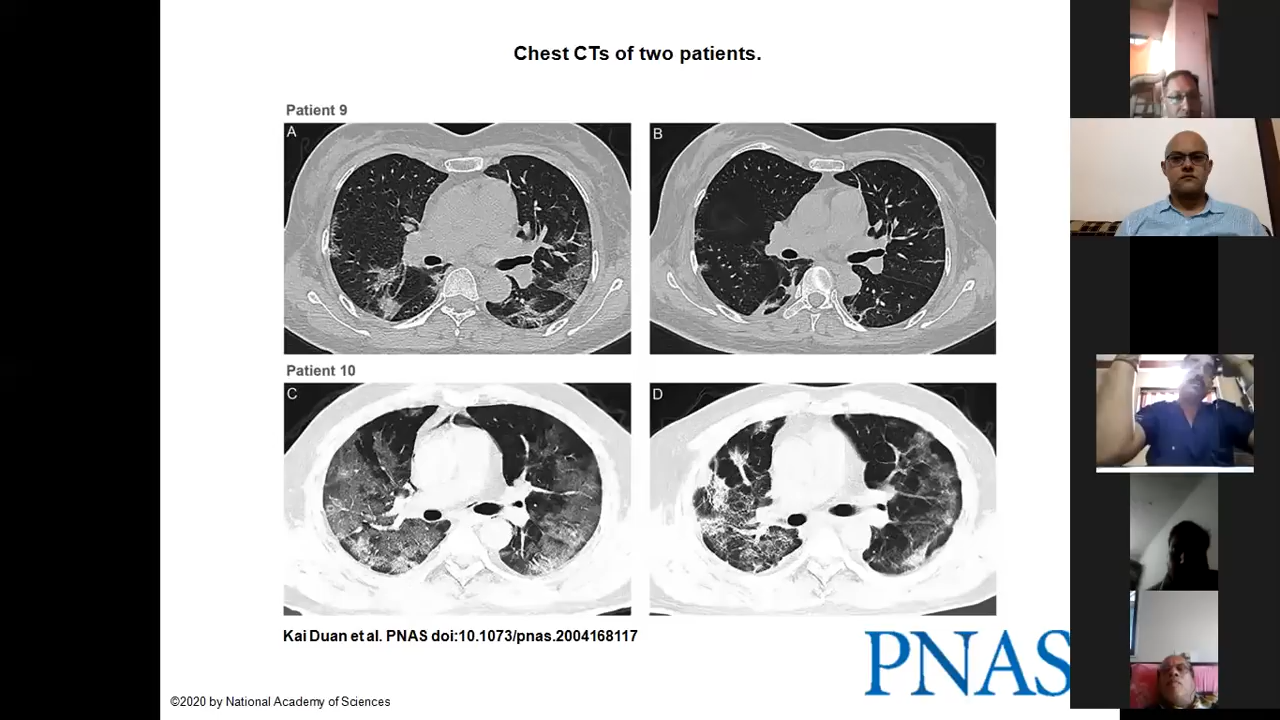 Chest CTs of two patients.
Patient 9
A
B
Patient 10
C
D
Kai Duan et al. PNAS doi:10.1073/pnas.2004168117
PNAS
©2020 by National Academy of Sciences